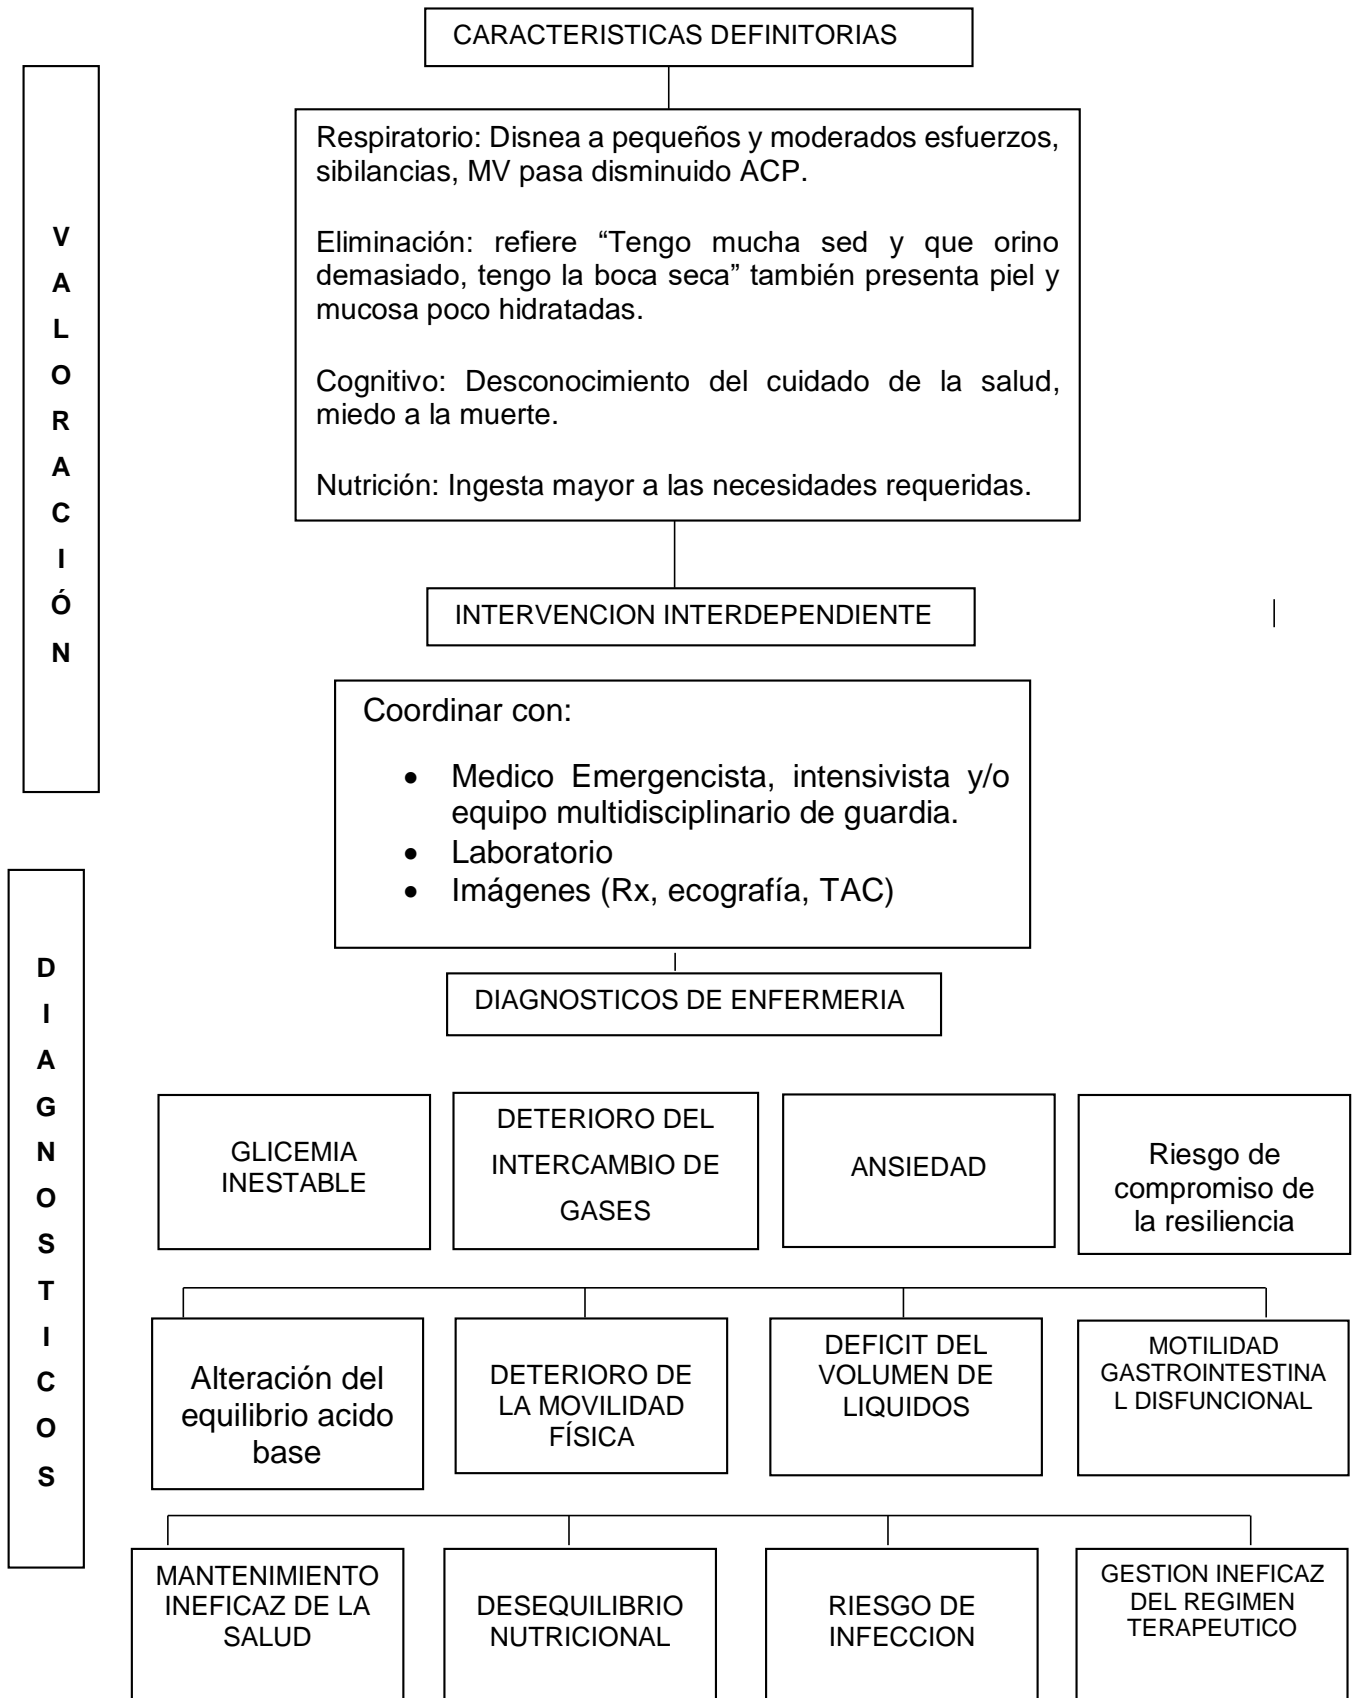 CARACTERISTICAS DEFINITORIAS
VALORACIÓN
Respiratorio: Disnea a pequeños y moderados esfuerzos,
sibilancias, MV pasa disminuido ACP.
Eliminación: refiere “Tengo mucha sed y que orino
demasiado, tengo la boca seca” también presenta piel y
mucosa poco hidratadas.
Cognitivo: Desconocimiento del cuidado de la salud,
miedo a la muerte.
Nutrición: Ingesta mayor a las necesidades requeridas.
INTERVENCION INTERDEPENDIENTE
Coordinar con:
• Medico Emergencista, intensivista y/o
equipo multidisciplinario de guardia.
• Laboratorio
• Imágenes (Rx, ecografía, TAC)
DIAGNOSTICOS
DIAGNOSTICOS DE ENFERMERIA
GLICEMIA
INESTABLE
DETERIORO DEL
INTERCAMBIO DE
GASES
ANSIEDAD
Riesgo de
compromiso de
la resiliencia
Alteración del
equilibrio acido
base
DETERIORO DE
LA MOVILIDAD
FÍSICA
DEFICIT DEL
VOLUMEN DE
LIQUIDOS
MOTILIDAD
GASTROINTESTINA
L DISFUNCIONAL
MANTENIMIENTO
INEFICAZ DE LA
SALUD
DESEQUILIBRIO
NUTRICIONAL
RIESGO DE
INFECCION
GESTION INEFICAZ
DEL REGIMEN
TERAPEUTICO